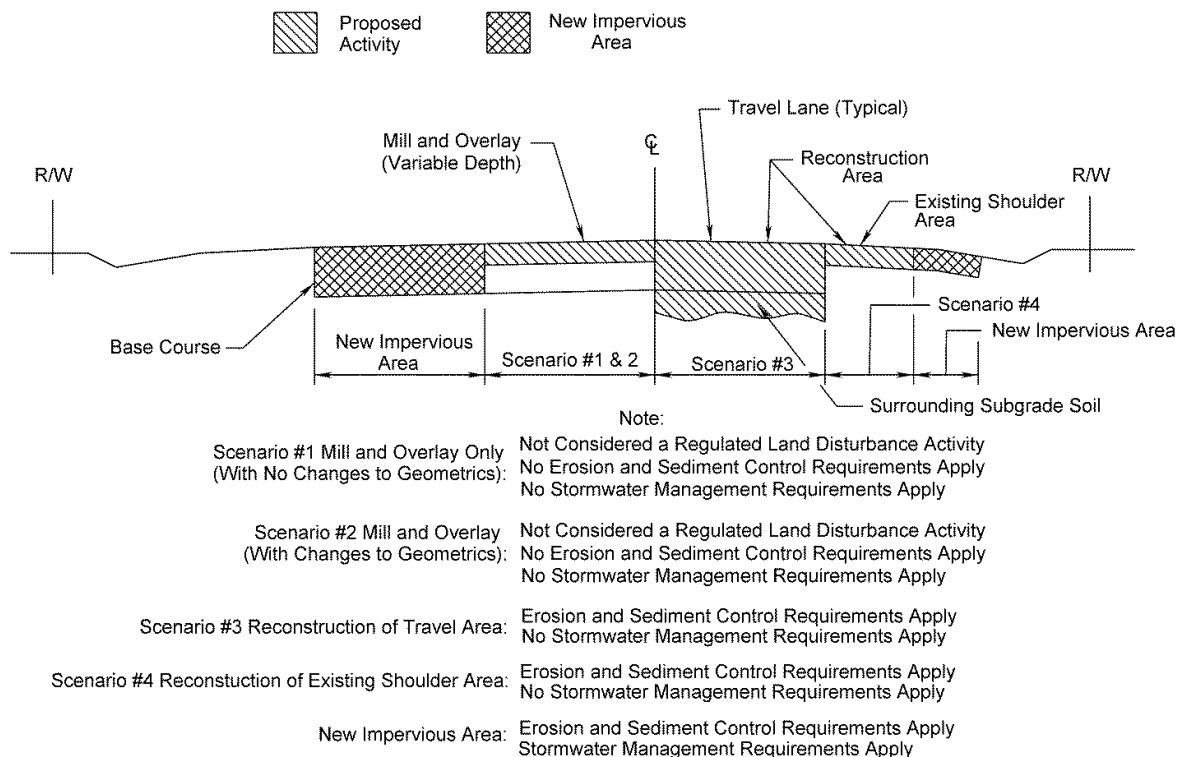 Proposed
Activity
New Impervious
Area
Travel Lane (Typical)
Mill and Overlay
(Variable Depth)
℄
Reconstruction
Area
R/W
R/W
Existing Shoulder
Area
Scenario #4
New Impervious Area
Base Course
New Impervious
Area
Scenario #1 & 2
Scenario #3
Surrounding Subgrade Soil
Note:
Scenario #1 Mill and Overlay Only
(With No Changes to Geometrics):
Not Considered a Regulated Land Disturbance Activity
No Erosion and Sediment Control Requirements Apply
No Stormwater Management Requirements Apply
Scenario #2 Mill and Overlay
(With Changes to Geometrics):
Not Considered a Regulated Land Disturbance Activity
No Erosion and Sediment Control Requirements Apply
No Stormwater Management Requirements Apply
Scenario #3 Reconstruction of Travel Area:
Erosion and Sediment Control Requirements Apply
No Stormwater Management Requirements Apply
Scenario #4 Reconstuction of Existing Shoulder Area:
Erosion and Sediment Control Requirements Apply
No Stormwater Management Requirements Apply
New Impervious Area:
Erosion and Sediment Control Requirements Apply
Stormwater Management Requirements Apply